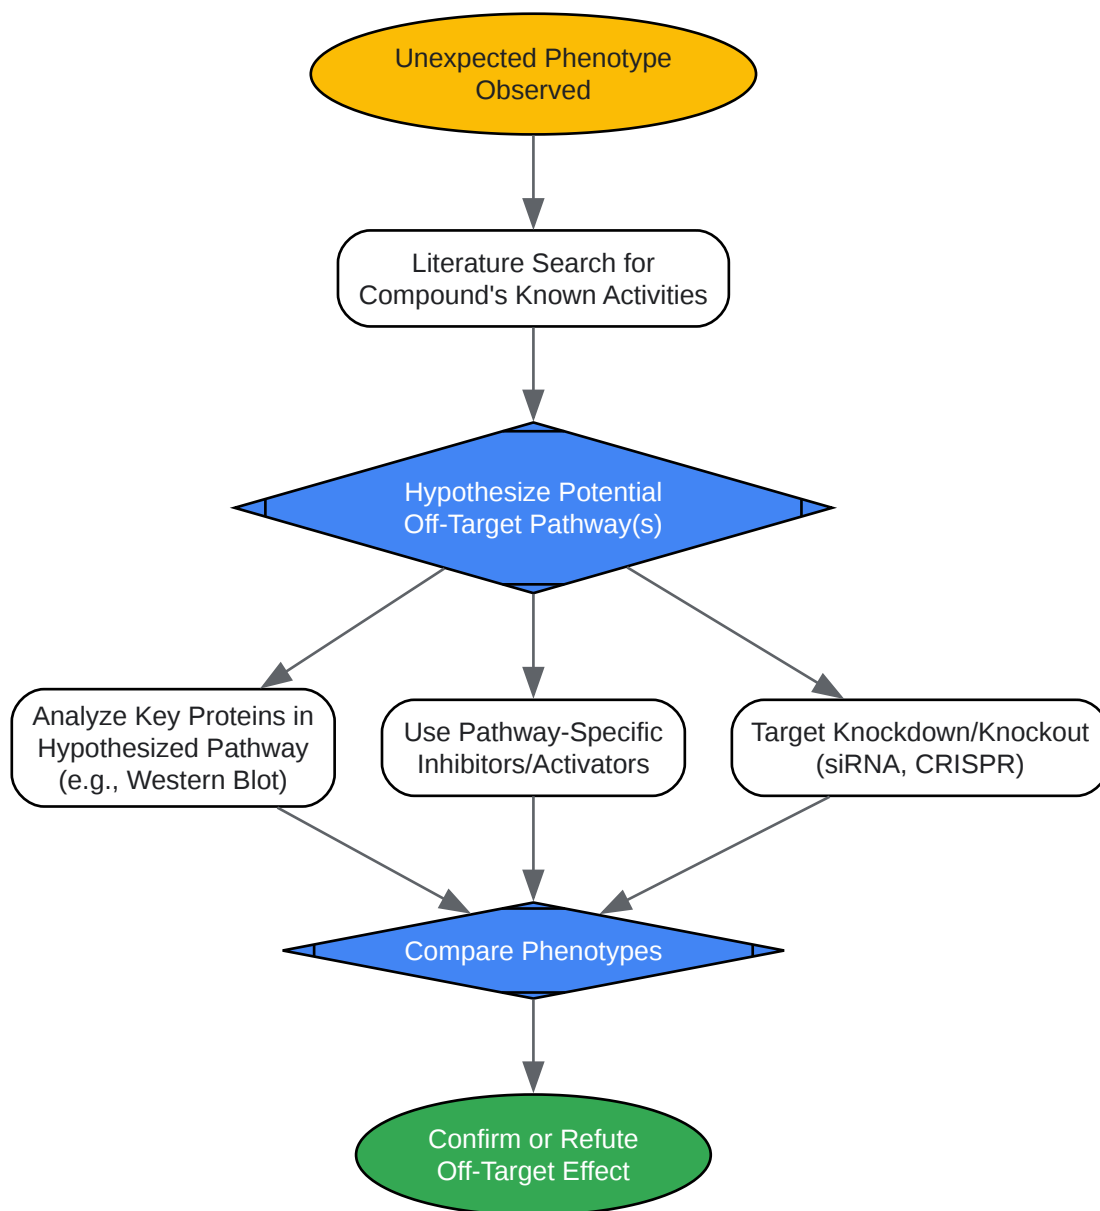 Unexpected Phenotype
Observed
Literature Search for
Compound's Known Activities
Hypothesize Potential
Off-Target Pathway(s)
Analyze Key Proteins in
Hypothesized Pathway
(e.g., Western Blot)
Use Pathway-Specific
Inhibitors/Activators
Target Knockdown/Knockout
(siRNA, CRISPR)
Compare Phenotypes
Confirm or Refute
Off-Target Effect